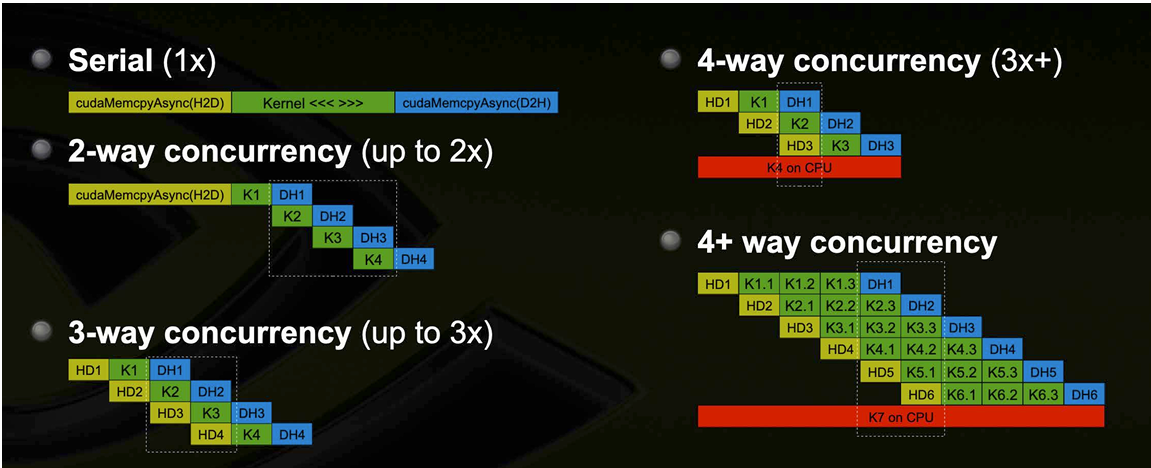 Serial (1x)
cudaMemcpyAsync(H2D) Kernel <<< >>> cudaMemcpyAsync(D2H)
2-way concurrency (up to 2x)
cudaMemcpyAsync(H2D) K1 DH1
K2 DH2
K3 DH3
K4 DH4
3-way concurrency (up to 3x)
HD1 K1 DH1
HD2 K2 DH2
HD3 K3 DH3
HD4 K4 DH4
4-way concurrency (3x+)
HD1 K1 DH1
HD2 K2 DH2
HD3 K3 DH3
K4 on CPU
4+ way concurrency
HD1 K1.1 K1.2 K1.3 DH1
HD2 K2.1 K2.2 K2.3 DH2
HD3 K3.1 K3.2 K3.3 DH3
HD4 K4.1 K4.2 K4.3 DH4
HD5 K5.1 K5.2 K5.3 DH5
HD6 K6.1 K6.2 K6.3 DH6
K7 on CPU